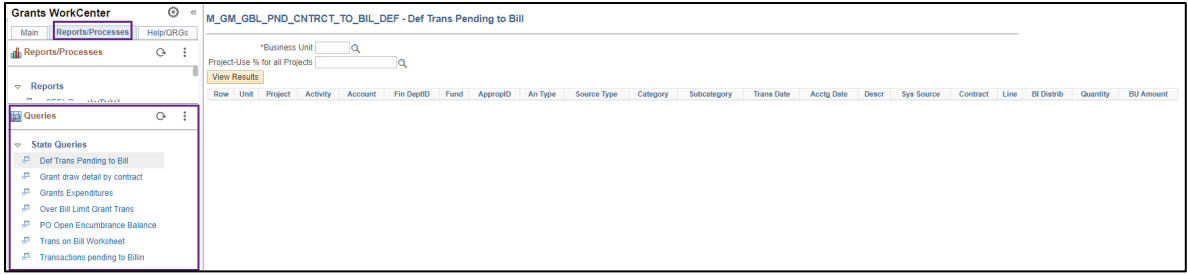 Grants WorkCenter
Main Reports/Processes Help/QRGs
Reports/Processes
Reports
Queries
State Queries
Def Trans Pending to Bill
Grant draw detail by contract
Grants Expenditures
Over Bill Limit Grant Trans
PO Open Encumbrance Balance
Trans on Bill Worksheet
Transactions pending to Billin
M_GM_GBL_PND_CNTRCT_TO_BIL_DEF - Def Trans Pending to Bill
*Business Unit
Project-Use % for all Projects
View Results
Row Unit Project Activity Account Fin DeptID Fund AppropID An Type Source Type Category Subcategory Trans Date Acctg Date Descr Sys Source Contract Line BI Distrib Quantity BU Amount